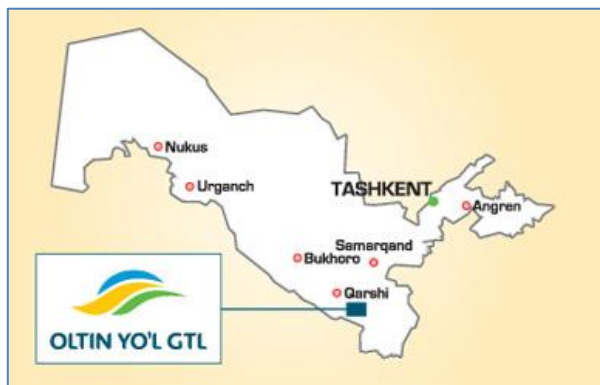 Nukus
Urganch
TASHKENT
Angren
Samarqand
Bukhoro
Qarshi
OLTIN YO'L GTL